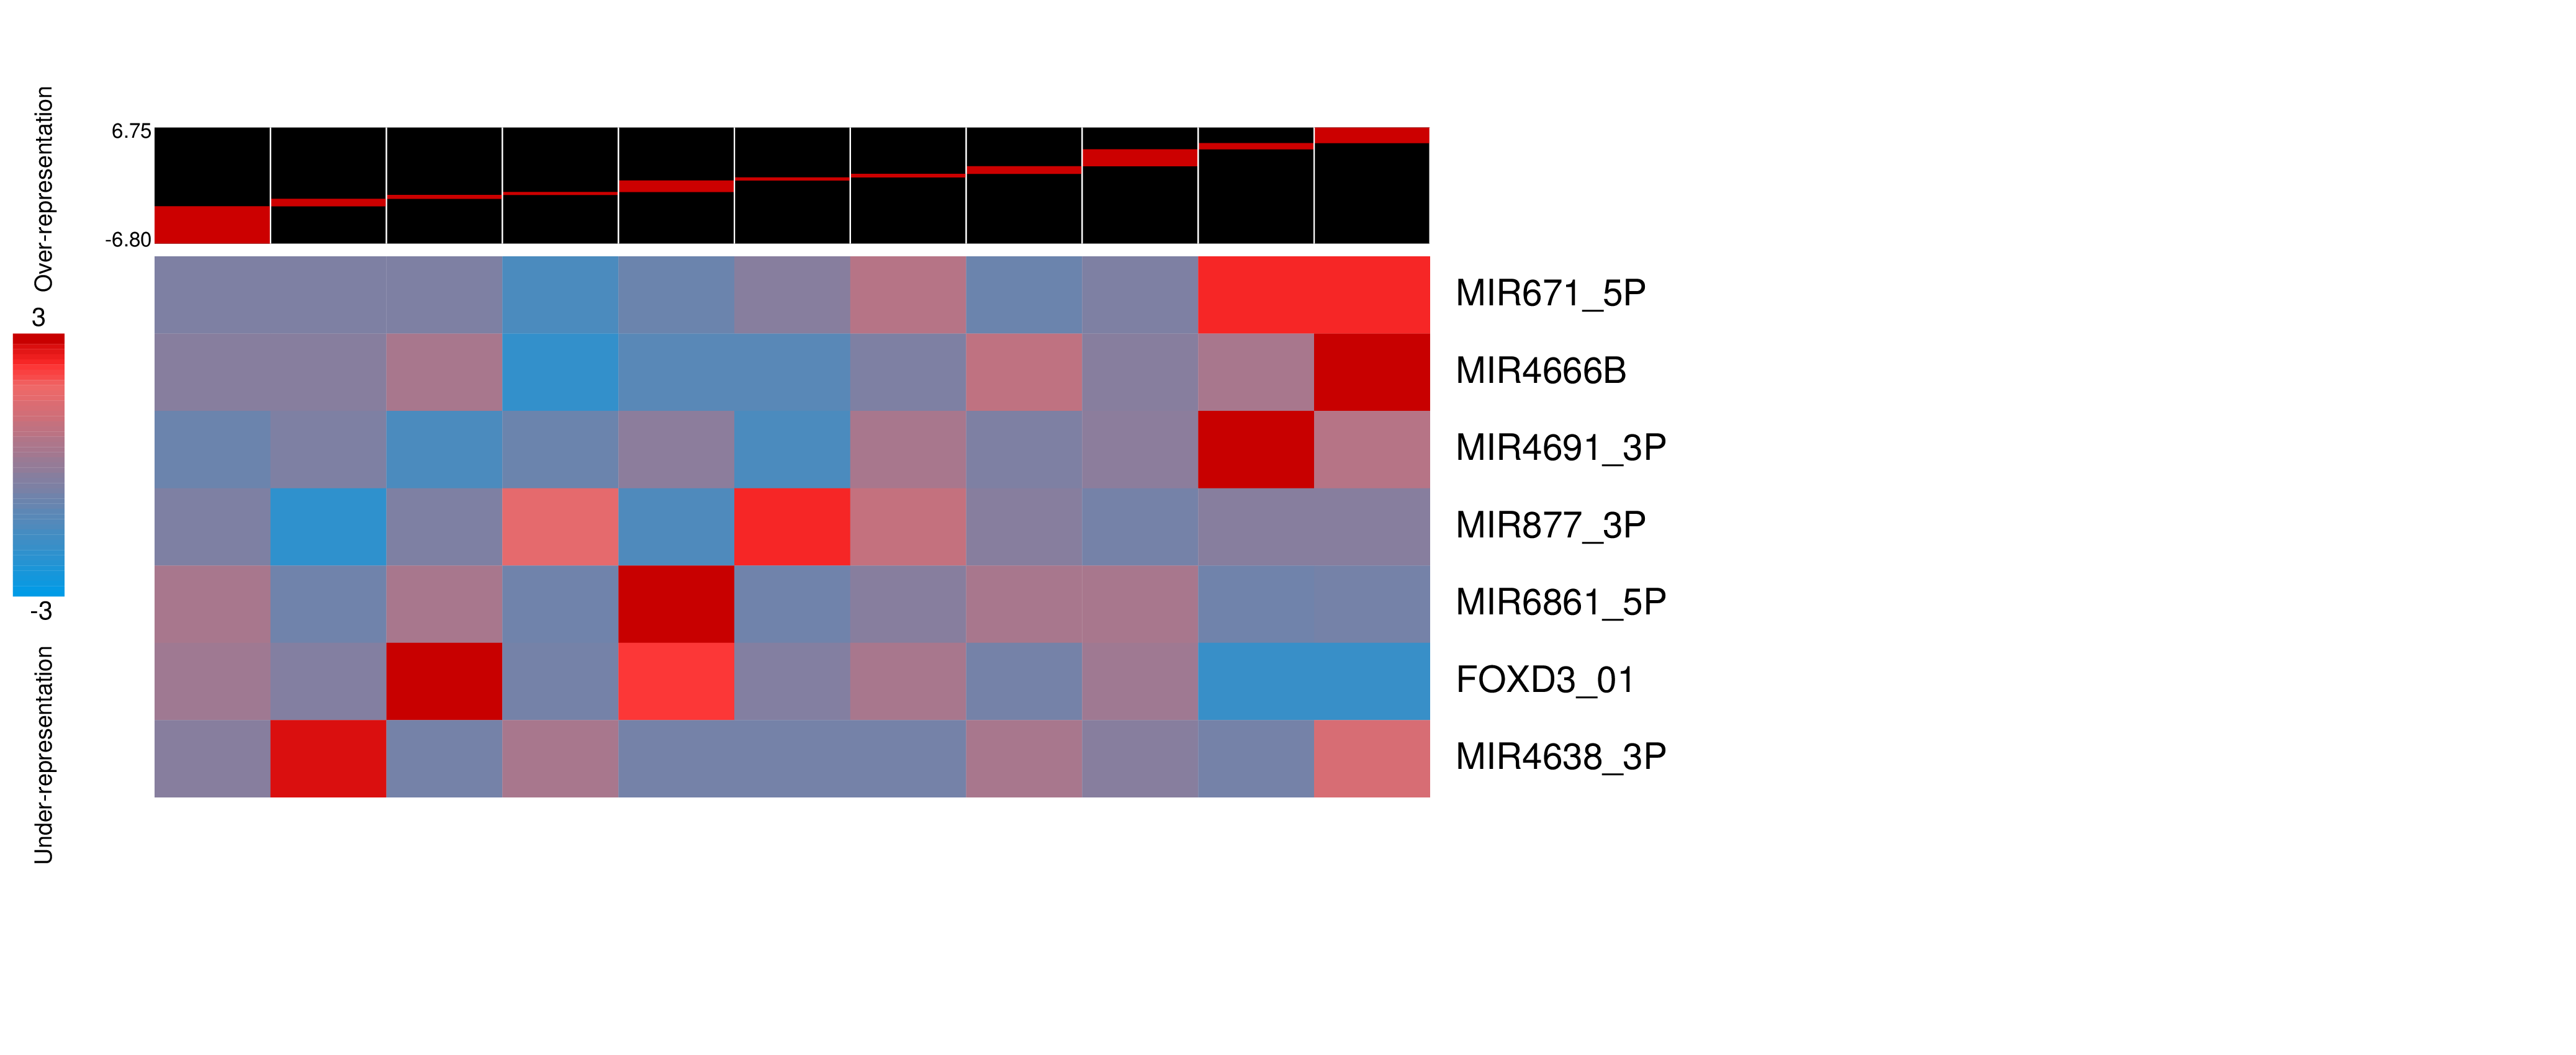 Over-representation
3
-3
Under-representation
6.75
-6.80
MIR671_5P
MIR4666B
MIR4691_3P
MIR877_3P
MIR6861_5P
FOXD3_01
MIR4638_3P